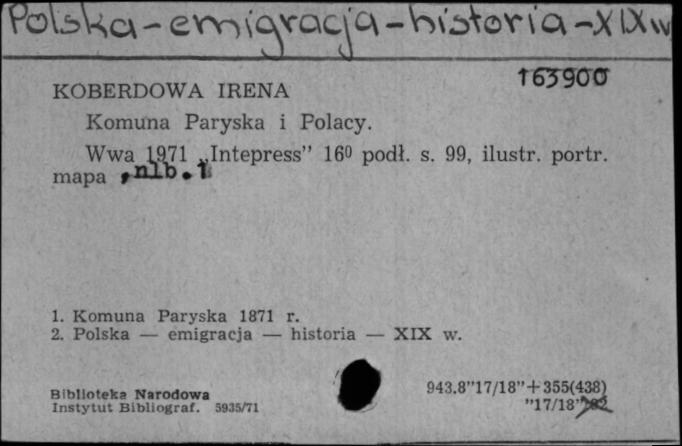 Polska-emigracja-historia-XIXw
163900
KOBERDOWA IRENA
Komuna Paryska i Polacy.
Wwa 1971 „Intepress” 16⁰ podł. s. 99, ilustr. portr.
mapa ,nlb.1
1. Komuna Paryska 1871 r.
2. Polska — emigracja — historia — XIX w.
943.8”17/18”+355(438)
”17/18”
Biblioteka Narodowa
Instytut Bibliograf. 5935/71